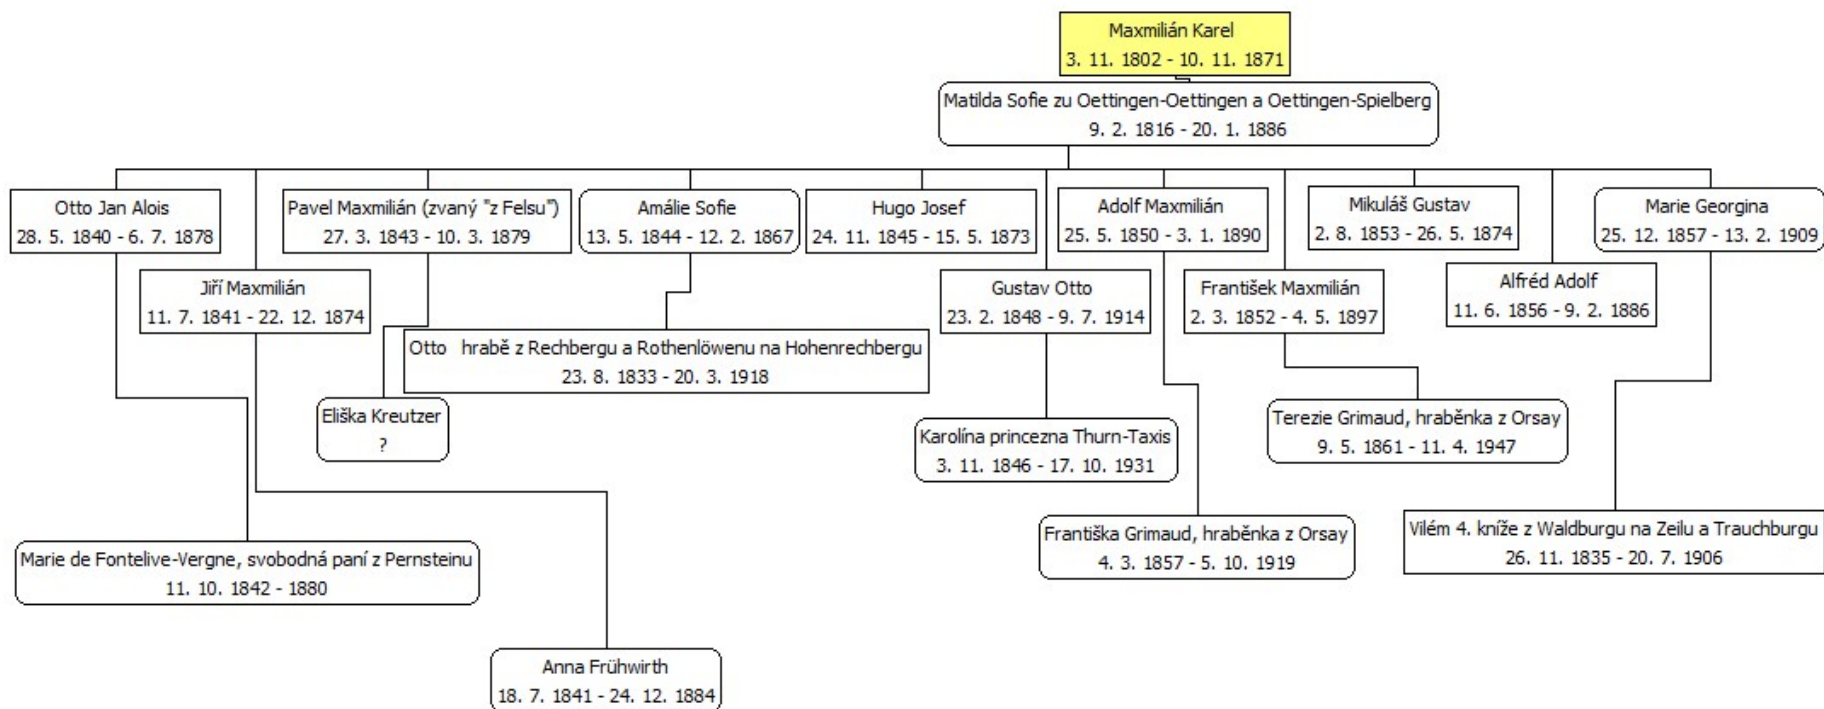 Maxmilián Karel
3. 11. 1802 - 10. 11. 1871
Matilda Sofie zu Oettingen-Oettingen a Oettingen-Spielberg
9. 2. 1816 - 20. 1. 1886
Otto Jan Alois
28. 5. 1840 - 6. 7. 1878
Jiří Maxmilián
11. 7. 1841 - 22. 12. 1874
Pavel Maxmilián (zvaný "z Felsu")
27. 3. 1843 - 10. 3. 1879
Amálie Sofie
13. 5. 1844 - 12. 2. 1867
Hugo Josef
24. 11. 1845 - 15. 5. 1873
Gustav Otto
23. 2. 1848 - 9. 7. 1914
Adolf Maxmilián
25. 5. 1850 - 3. 1. 1890
František Maxmilián
2. 3. 1852 - 4. 5. 1897
Mikuláš Gustav
2. 8. 1853 - 26. 5. 1874
Alfréd Adolf
11. 6. 1856 - 9. 2. 1886
Marie Georgina
25. 12. 1857 - 13. 2. 1909
Otto hrabě z Rechbergu a Rothenlöwenu na Hohenrechbergu
23. 8. 1833 - 20. 3. 1918
Eliška Kreutzer
?
Karolína princezna Thurn-Taxis
3. 11. 1846 - 17. 10. 1931
Terezie Grimaud, hraběnka z Orsay
9. 5. 1861 - 11. 4. 1947
Marie de Fontelive-Vergne, svobodná paní z Pernsteinu
11. 10. 1842 - 1880
Františka Grimaud, hraběnka z Orsay
4. 3. 1857 - 5. 10. 1919
Vilém 4. kníže z Waldburgu na Zeilu a Trauchburgu
26. 11. 1835 - 20. 7. 1906
Anna Frühwirth
18. 7. 1841 - 24. 12. 1884